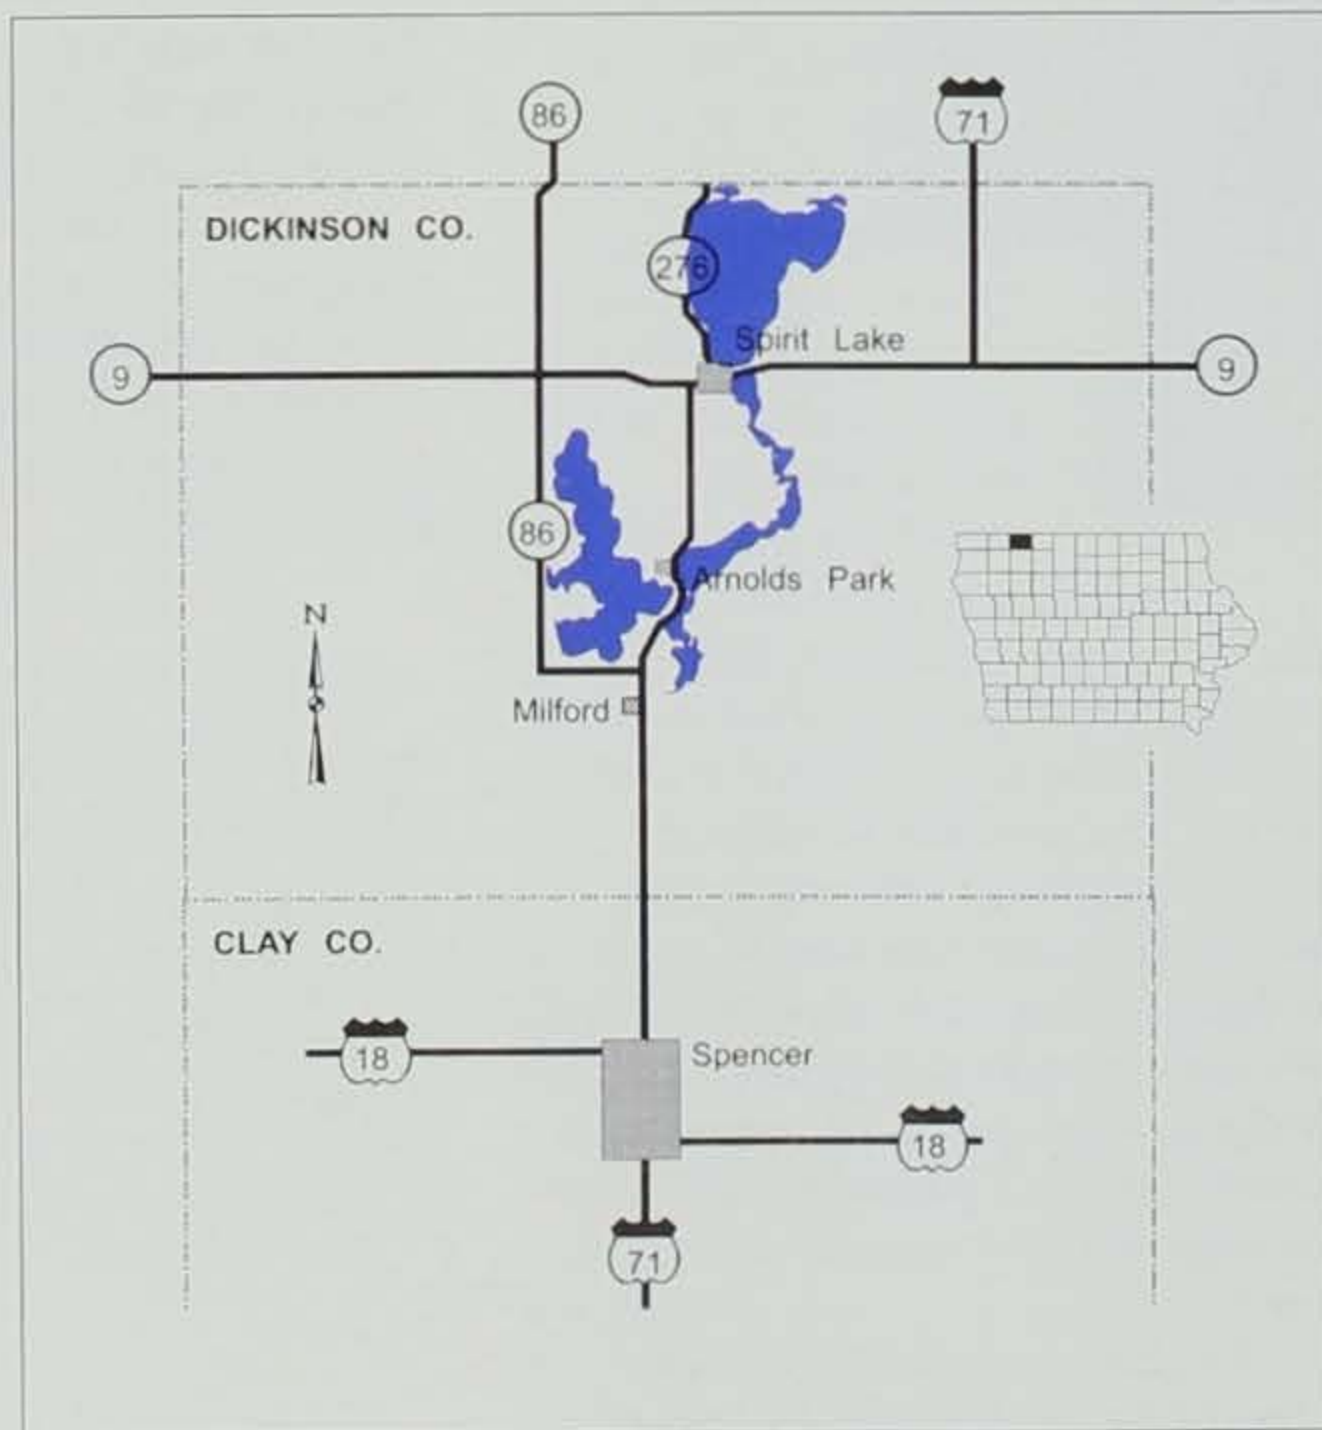 86
71
DICKINSON CO.
276
Spirit Lake
9
9
86
Arnolds Park
N
Milford
CLAY CO.
18
Spencer
18
71